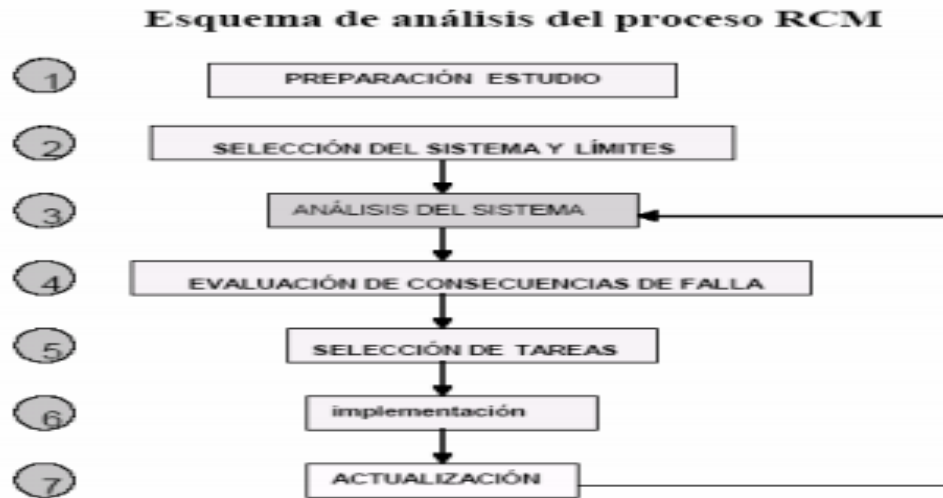 Esquema de análisis del proceso RCM
1 PREPARACIÓN ESTUDIO
2 SELECCIÓN DEL SISTEMA Y LÍMITES
3 ANÁLISIS DEL SISTEMA
4 EVALUACIÓN DE CONSECUENCIAS DE FALLA
5 SELECCIÓN DE TAREAS
6 implementación
7 ACTUALIZACIÓN